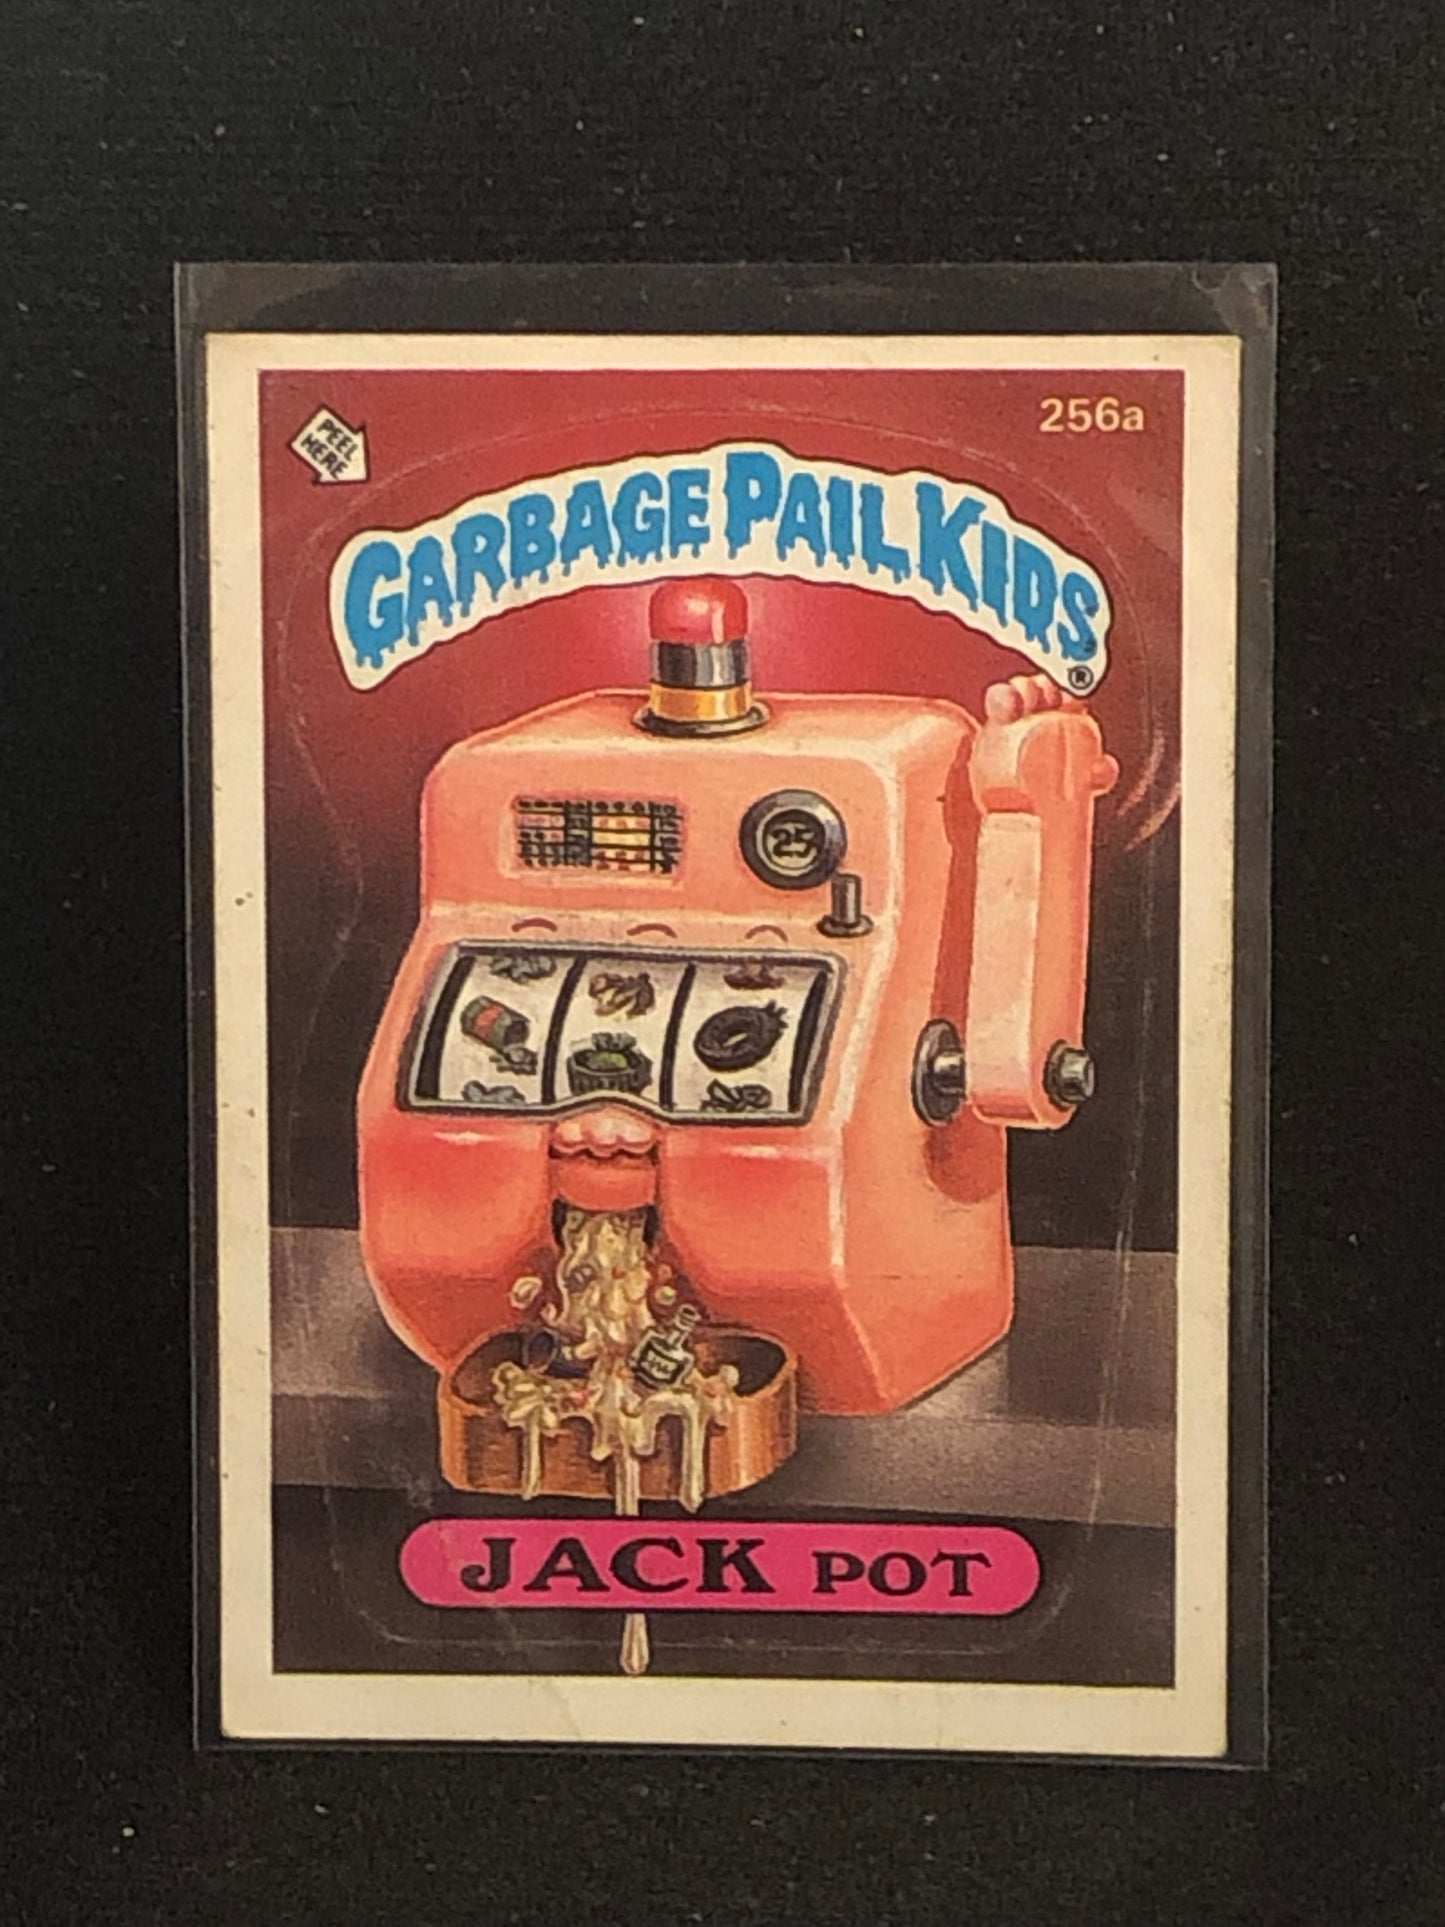 256a
PEEL
HERE
GARBAGE PAIL KIDS
®
25
JACK POT